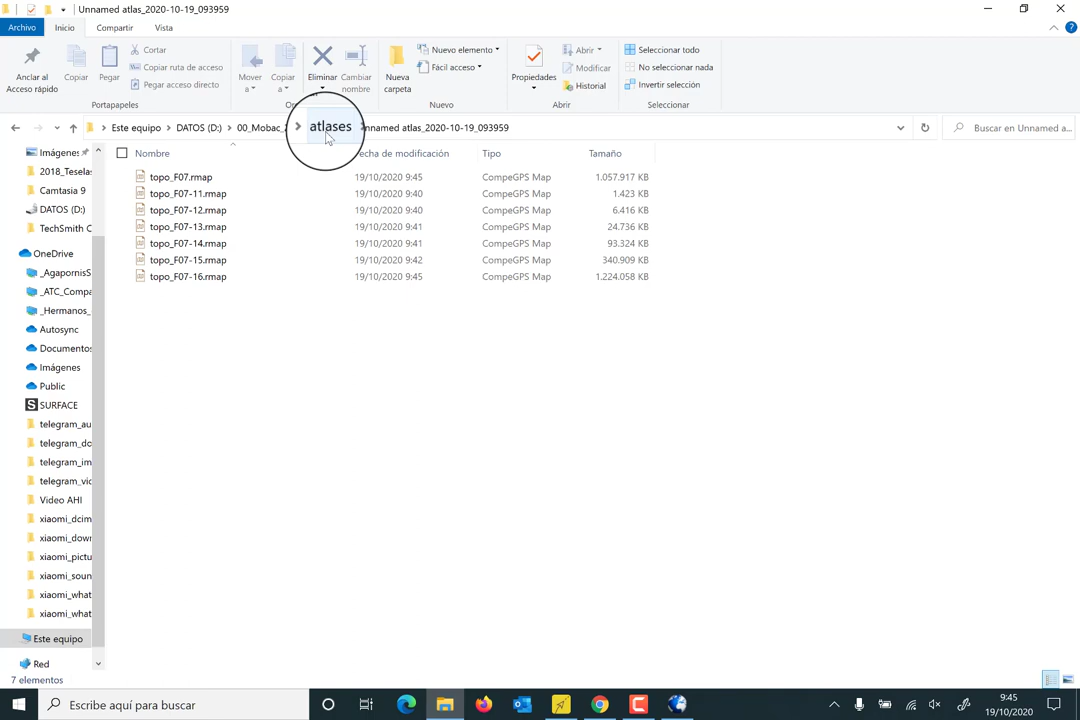 Unnamed atlas_2020-10-19_093959
Archivo
Inicio
Compartir
Vista
Anclar al
Acceso rápido
Copiar
Pegar
Cortar
Copiar ruta de acceso
Pegar acceso directo
Portapapeles
Mover
a
Copiar
a
Eliminar
Cambiar
nombre
Nueva
carpeta
Nuevo elemento
Fácil acceso
Nuevo
Propiedades
Abrir
Modificar
Historial
Abrir
Seleccionar todo
No seleccionar nada
Invertir selección
Seleccionar
Este equipo
DATOS (D:)
atlases
Unnamed atlas_2020-10-19_093959
Buscar en Unnamed a...
Nombre
Tipo
Tamaño
topo_F07.rmap 19/10/2020 9:45 CompeGPS Map 1.057.917 KB
topo_F07-11.rmap 19/10/2020 9:40 CompeGPS Map 1.423 KB
topo_F07-12.rmap 19/10/2020 9:40 CompeGPS Map 6.416 KB
topo_F07-13.rmap 19/10/2020 9:41 CompeGPS Map 24.736 KB
topo_F07-14.rmap 19/10/2020 9:41 CompeGPS Map 93.324 KB
topo_F07-15.rmap 19/10/2020 9:42 CompeGPS Map 340.909 KB
topo_F07-16.rmap 19/10/2020 9:45 CompeGPS Map 1.224.058 KB
Imágenes
2018_Teselas
Camtasia 9
DATOS (D:)
TechSmith C
OneDrive
_AgapornisS
_ATC_Compa
_Hermanos_
Autosync
Documentos
Imágenes
Public
SURFACE
telegram_au
telegram_do
telegram_im
telegram_vid
Video AHI
xiaomi_dcim
xiaomi_down
xiaomi_pictu
xiaomi_soun
xiaomi_what
xiaomi_what
Este equipo
Red
7 elementos
Escribe aquí para buscar
9:45
19/10/2020